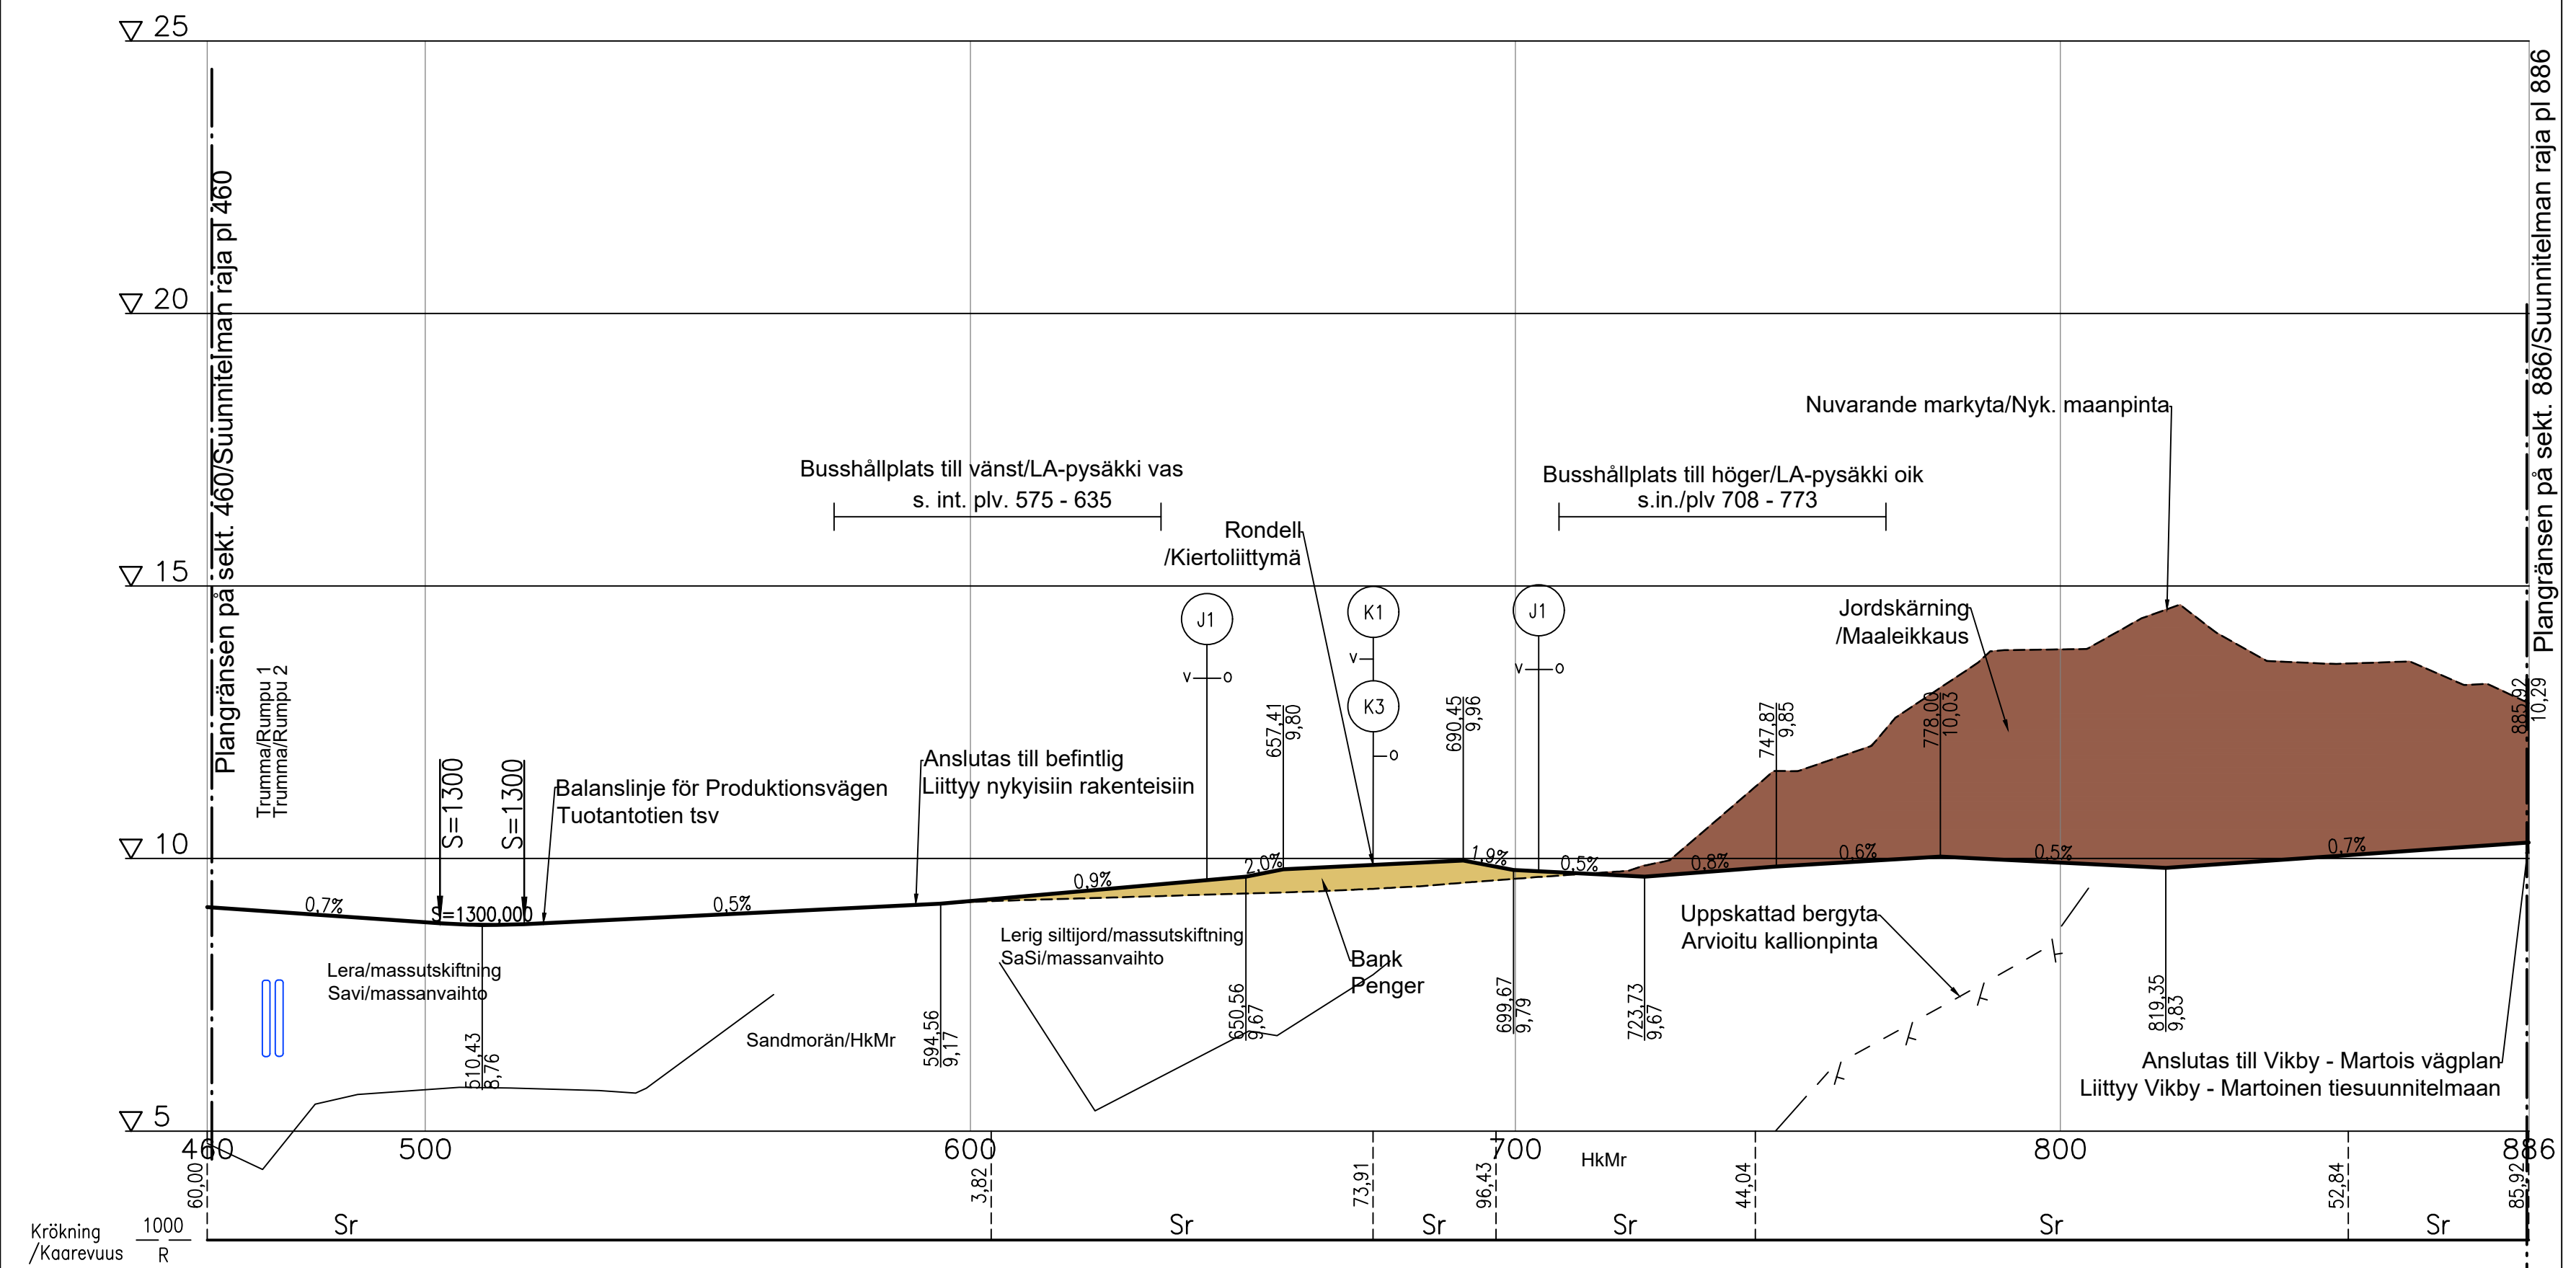 25
20
15
10
5
Plangränsen på sekt. 460/Suunnitelman raja pl 460
Plangränsen på sekt. 886/Suunnitelman raja pl 886
Nuvarande markyta/Nyk. maanpinta
Busshållplats till vänst/LA-pysäkki vas
s. int. plv. 575 - 635
Busshållplats till höger/LA-pysäkki oik
s.in./plv 708 - 773
Rondell
/Kiertoliittymä
J1
V O
K1
V
K3
O
J1
V O
Jordskärning
/Maaleikkaus
Trumma/Rumpu 1
Trumma/Rumpu 2
S=1300
S=1300
Balanslinje för Produktionsvägen
Tuotantotien tsv
Anslutas till befintlig
Liittyy nykyisiin rakenteisiin
657,41
9,80
690,45
9,96
747,87
9,85
778,00
10,03
885,92
10,29
0,7%
S=1300,000
0,5%
0,9%
2,0%
1,9%
0,5%
0,8%
0,6%
0,5%
0,7%
Lera/massutskiftning
Savi/massanvaihto
510,43
8,76
Sandmorän/HkMr
594,56
9,17
Lerig siltijord/massutskiftning
SaSi/massanvaihto
650,56
9,67
Bank
Penger
699,67
9,79
723,73
9,67
Uppskattad bergyta
Arvioitu kallionpinta
819,35
9,83
Anslutas till Vikby - Martois vägplan
Liittyy Vikby - Martoinen tiesuunnitelmaan
460
500
600
700
800
886
HkMr
60,00
3,82
73,91
96,43
44,04
52,84
85,92
Krökning
/Kaarevuus
1000
R
Sr
Sr
Sr
Sr
Sr
Sr